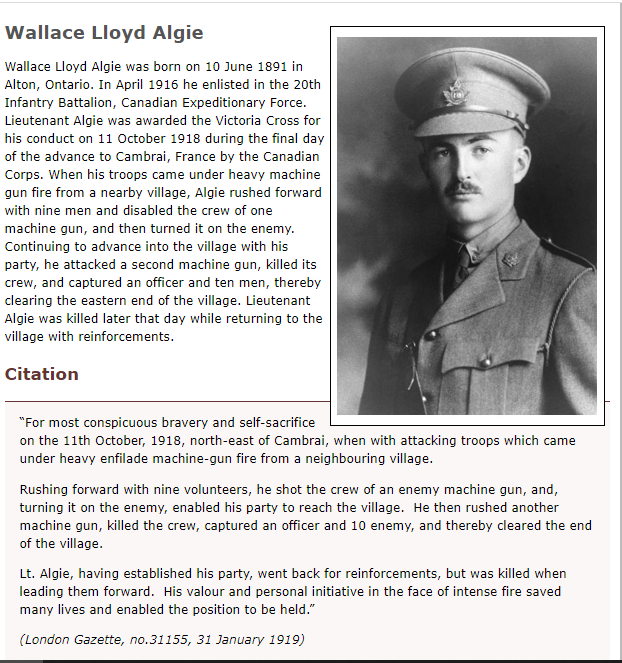 Wallace Lloyd Algie
Wallace Lloyd Algie was born on 10 June 1891 in
Alton, Ontario. In April 1916 he enlisted in the 20th
Infantry Battalion, Canadian Expeditionary Force.
Lieutenant Algie was awarded the Victoria Cross for
his conduct on 11 October 1918 during the final day
of the advance to Cambrai, France by the Canadian
Corps. When his troops came under heavy machine
gun fire from a nearby village, Algie rushed forward
with nine men and disabled the crew of one
machine gun, and then turned it on the enemy.
Continuing to advance into the village with his
party, he attacked a second machine gun, killed its
crew, and captured an officer and ten men, thereby
clearing the eastern end of the village. Lieutenant
Algie was killed later that day while returning to the
village with reinforcements.
Citation
“For most conspicuous bravery and self-sacrifice
on the 11th October, 1918, north-east of Cambrai, when with attacking troops which came
under heavy enfilade machine-gun fire from a neighbouring village.
Rushing forward with nine volunteers, he shot the crew of an enemy machine gun, and,
turning it on the enemy, enabled his party to reach the village.  He then rushed another
machine gun, killed the crew, captured an officer and 10 enemy, and thereby cleared the end
of the village.
Lt. Algie, having established his party, went back for reinforcements, but was killed when
leading them forward.  His valour and personal initiative in the face of intense fire saved
many lives and enabled the position to be held.”
(London Gazette, no.31155, 31 January 1919)